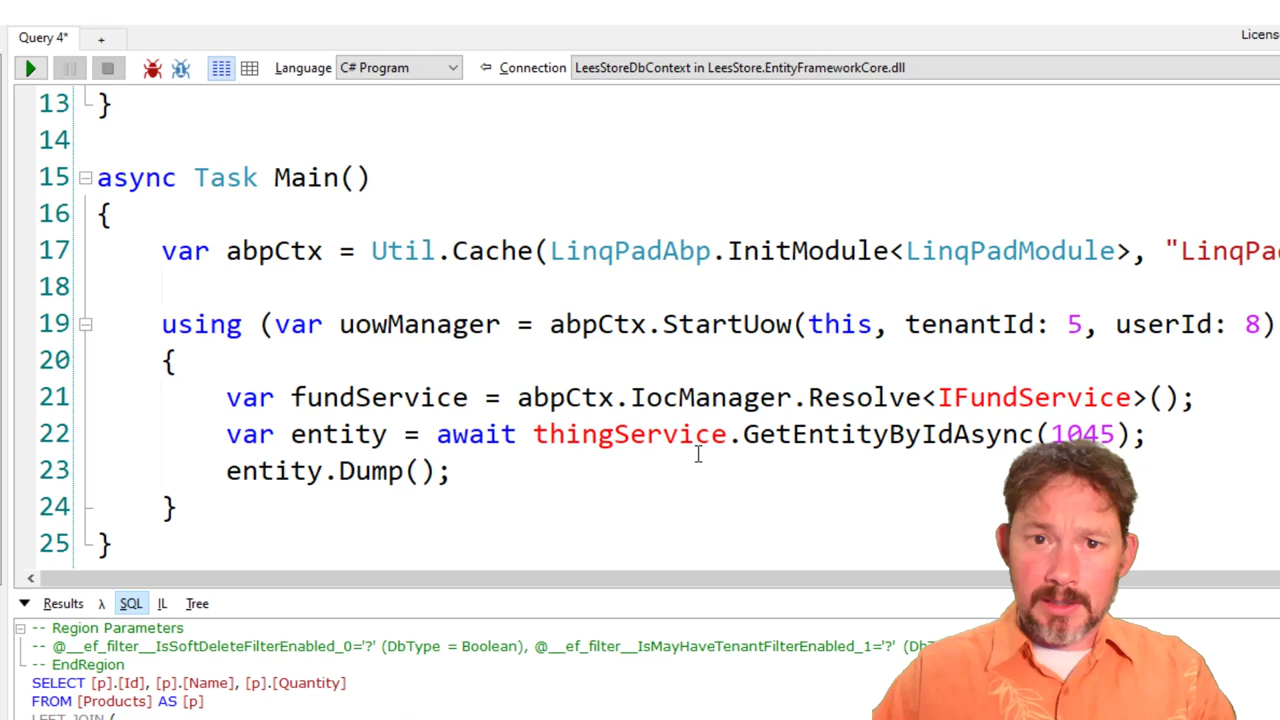 Query 4*
+
Licens
Language C# Program Connection LeesStoreDbContext in LeesStore.EntityFrameworkCore.dll
13 }
14
15 async Task Main()
16 {
17 var abpCtx = Util.Cache(LinqPadAbp.InitModule<LinqPadModule>, "LinqPa
18
19 using (var uowManager = abpCtx.StartUow(this, tenantId: 5, userId: 8)
20 {
21 var fundService = abpCtx.IocManager.Resolve<IFundService>();
22 var entity = await thingService.GetEntityByIdAsync(1045);
23 entity.Dump();
24 }
25 }
Results λ SQL IL Tree
-- Region Parameters
-- @__ef_filter__IsSoftDeleteFilterEnabled_0='?' (DbType = Boolean), @__ef_filter__IsMayHaveTenantFilterEnabled_1='?' (Db
-- EndRegion
SELECT [p].[Id], [p].[Name], [p].[Quantity]
FROM [Products] AS [p]
LEFT JOIN (